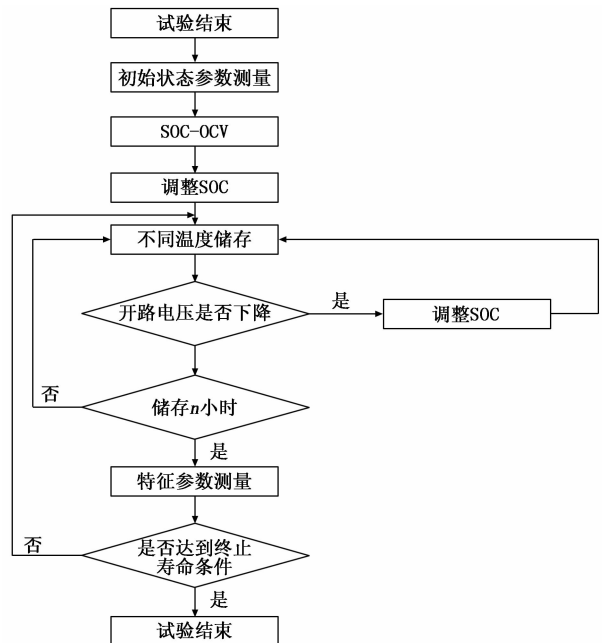 试验结束
初始状态参数测量
SOC-OCV
调整SOC
不同温度储存
开路电压是否下降
是
调整SOC
否
储存n小时
是
特征参数测量
否
是否达到终止
寿命条件
是
试验结束